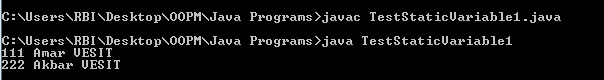 C:\Users\RBI\Desktop\OOPM\Java Programs>javac TestStaticVariable1.java
C:\Users\RBI\Desktop\OOPM\Java Programs>java TestStaticVariable1
111 Amar VESIT
222 Akbar VESIT